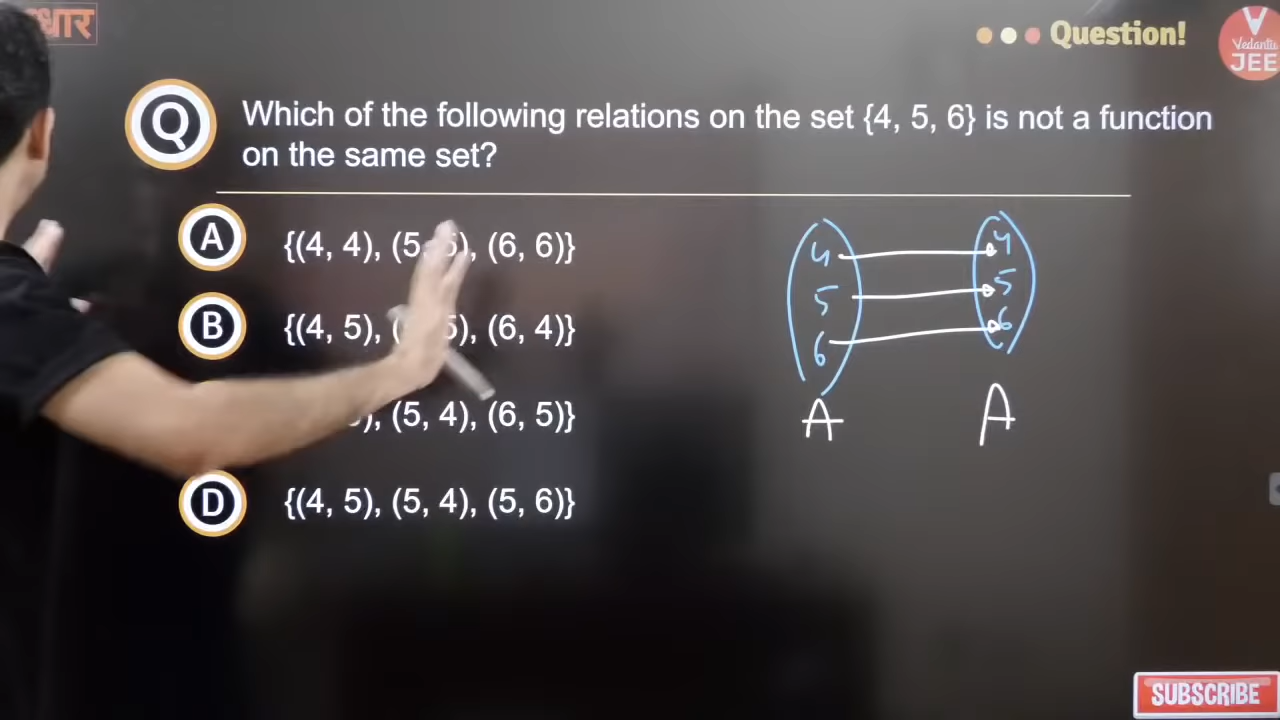 धार
Question!
Vedantu
JEE
Q
Which of the following relations on the set {4, 5, 6} is not a function
on the same set?
A {(4, 4), (5, 5), (6, 6)}
B {(4, 5), 5), (6, 4)}
), (5, 4), (6, 5)}
D {(4, 5), (5, 4), (5, 6)}
4 4
5 5
6 6
A A
SUBSCRIBE